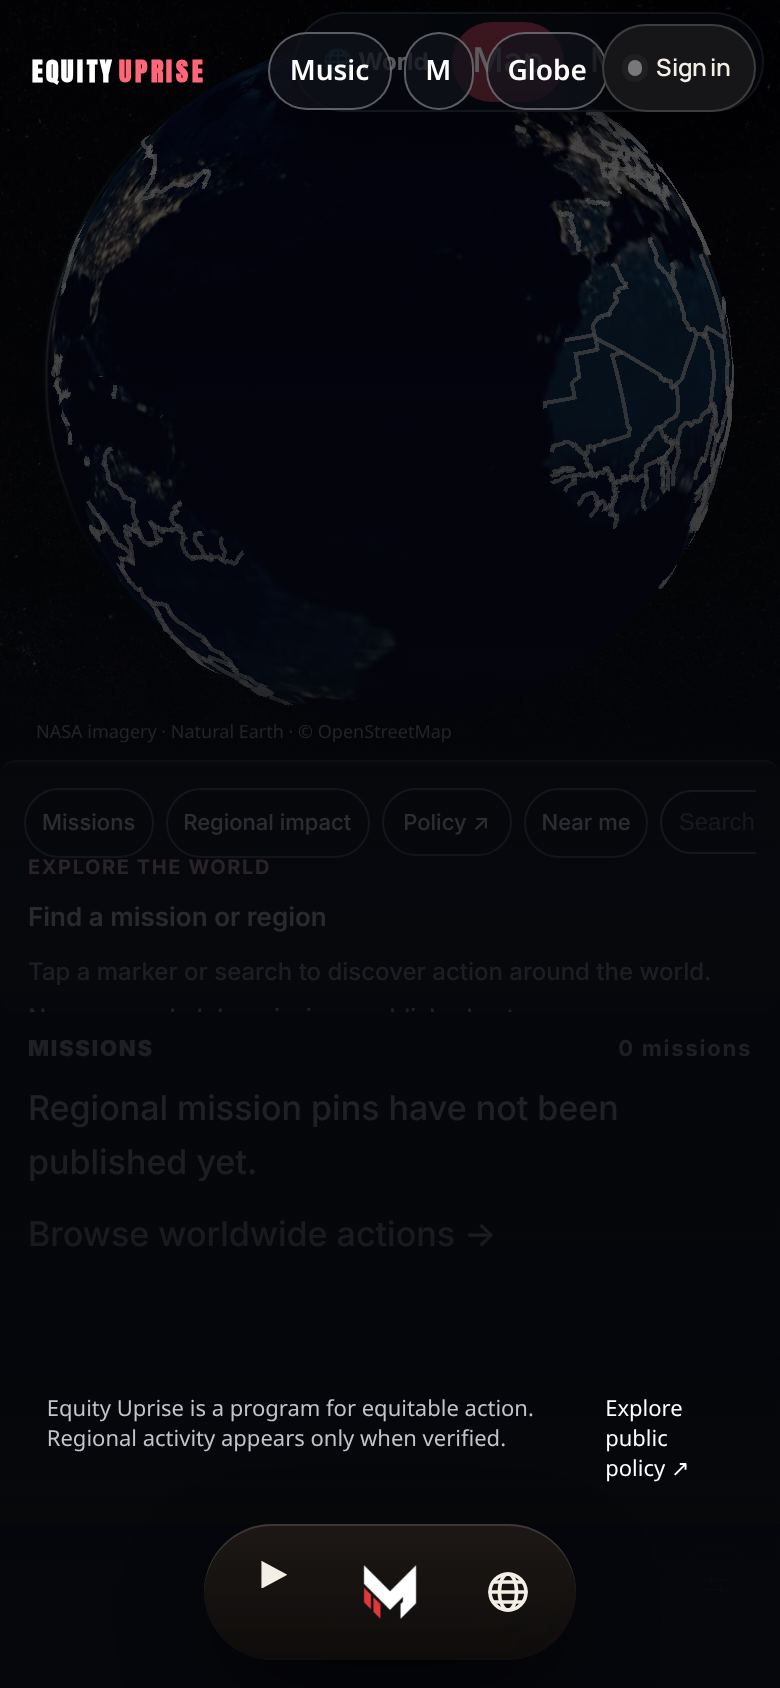 EQUITY UPRISE
World
Map
Music
M
Globe
Sign in
NASA imagery · Natural Earth · © OpenStreetMap
Missions
Regional impact
Policy ↗
Near me
Search
EXPLORE THE WORLD
Find a mission or region
Tap a marker or search to discover action around the world.
MISSIONS
0 missions
Regional mission pins have not been
published yet.
Browse worldwide actions →
Equity Uprise is a program for equitable action.
Regional activity appears only when verified.
Explore
public
policy ↗